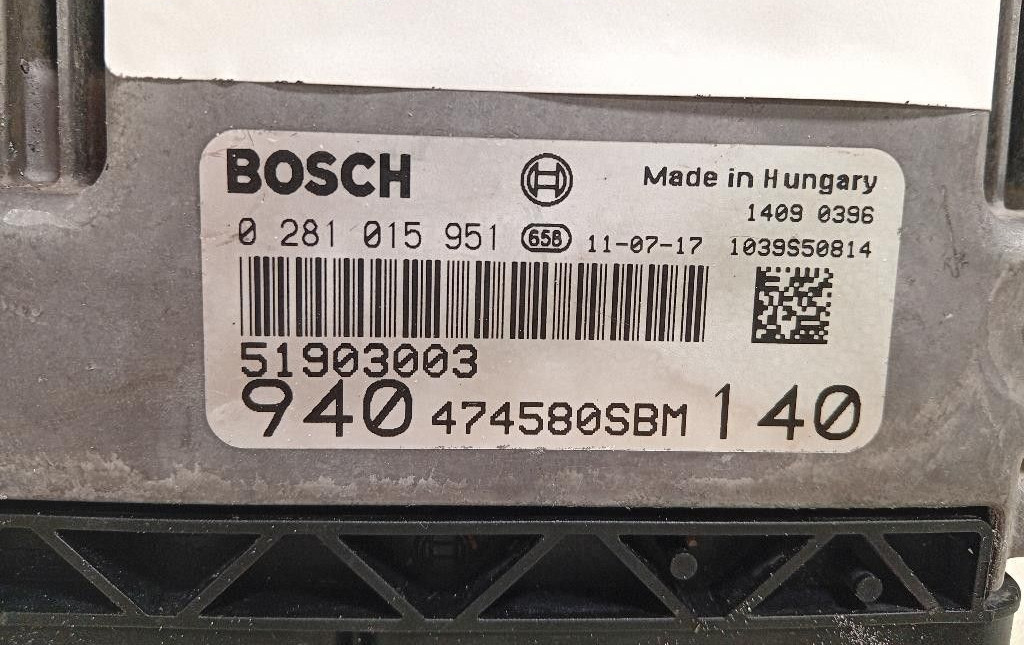 BOSCH Made in Hungary
1409 0396
0 281 015 951 658 11-07-17 1039S50814
51903003
940 474580SBM 140